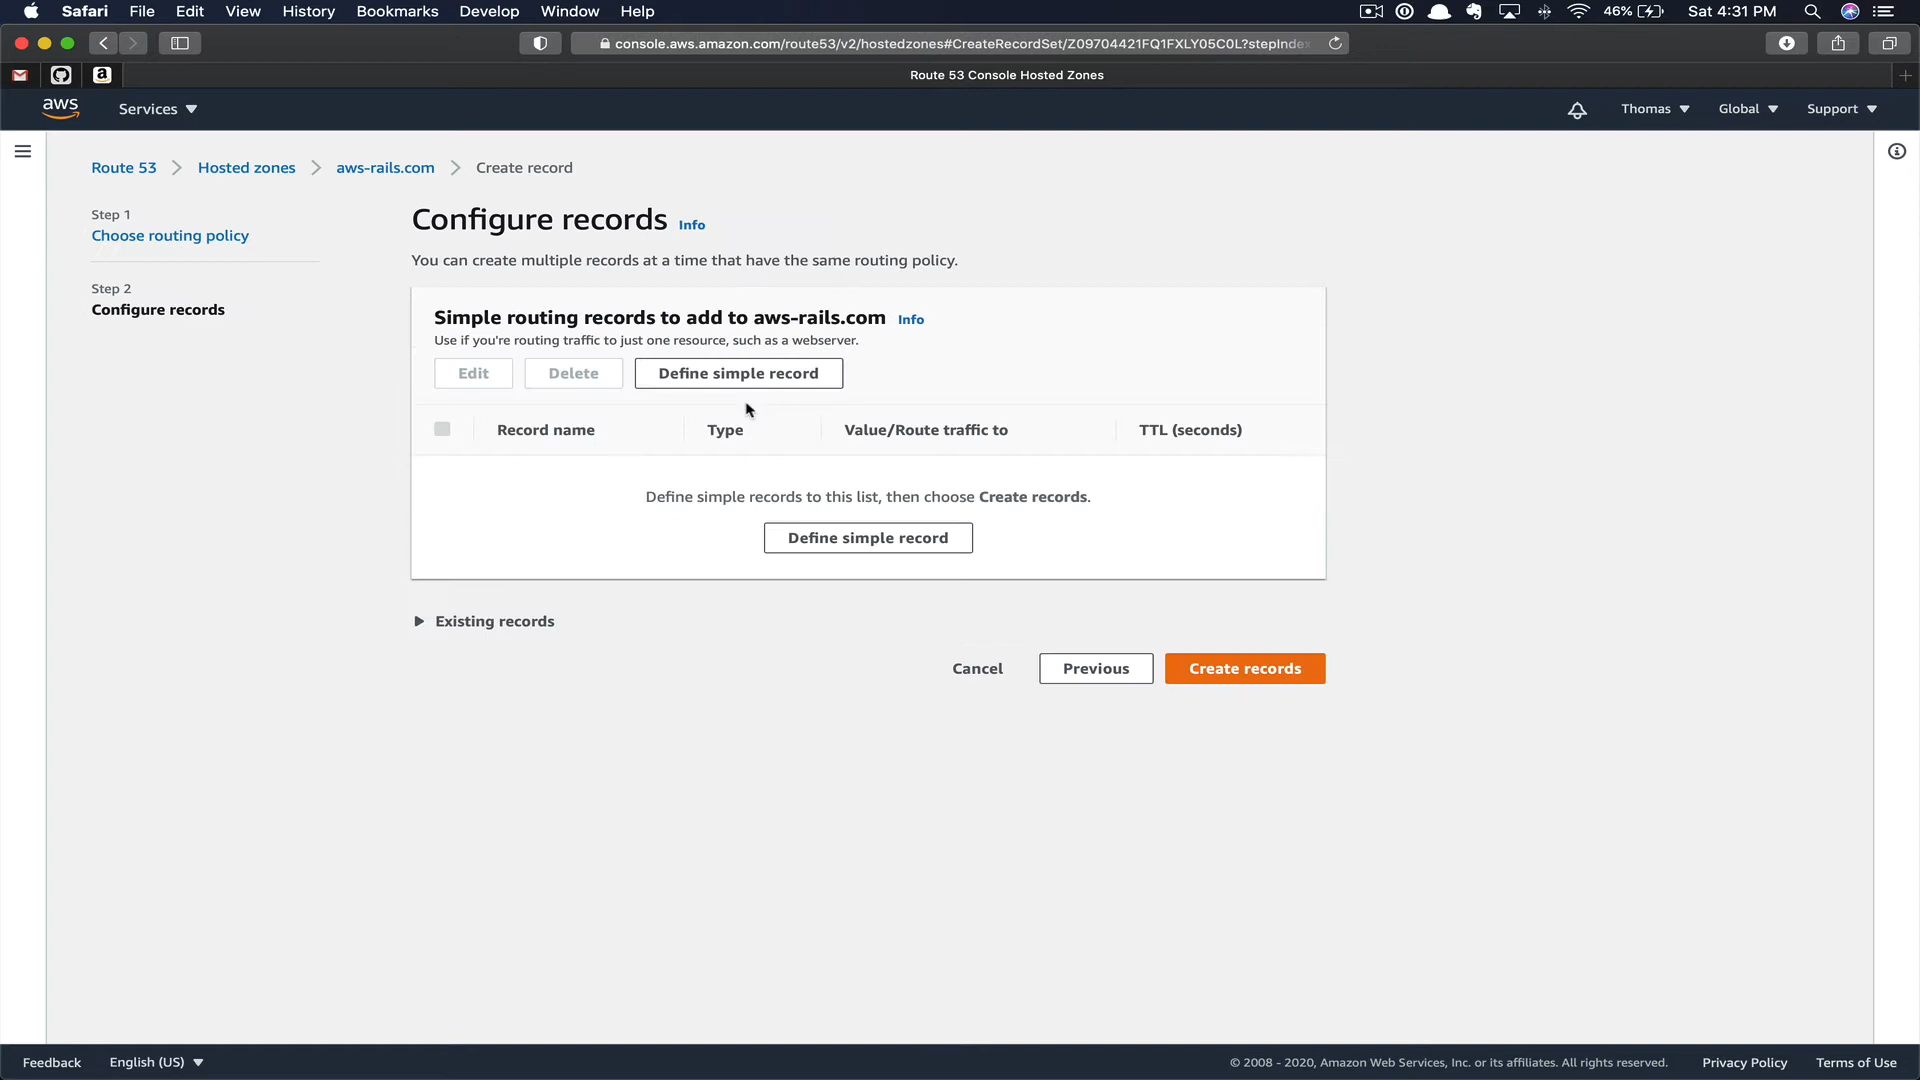 Safari File Edit View History Bookmarks Develop Window Help 46% Sat 4:31 PM
console.aws.amazon.com/route53/v2/hostedzones#CreateRecordSet/Z09704421FQ1FXLY05C0L?stepIndex
Route 53 Console Hosted Zones
aws Services Thomas Global Support
Route 53 Hosted zones aws-rails.com Create record
Step 1
Choose routing policy
Step 2
Configure records
Configure records Info
You can create multiple records at a time that have the same routing policy.
Simple routing records to add to aws-rails.com Info
Use if you're routing traffic to just one resource, such as a webserver.
Edit Delete Define simple record
Record name Type Value/Route traffic to TTL (seconds)
Define simple records to this list, then choose Create records.
Define simple record
Existing records
Cancel Previous Create records
Feedback English (US) © 2008 - 2020, Amazon Web Services, Inc. or its affiliates. All rights reserved. Privacy Policy Terms of Use